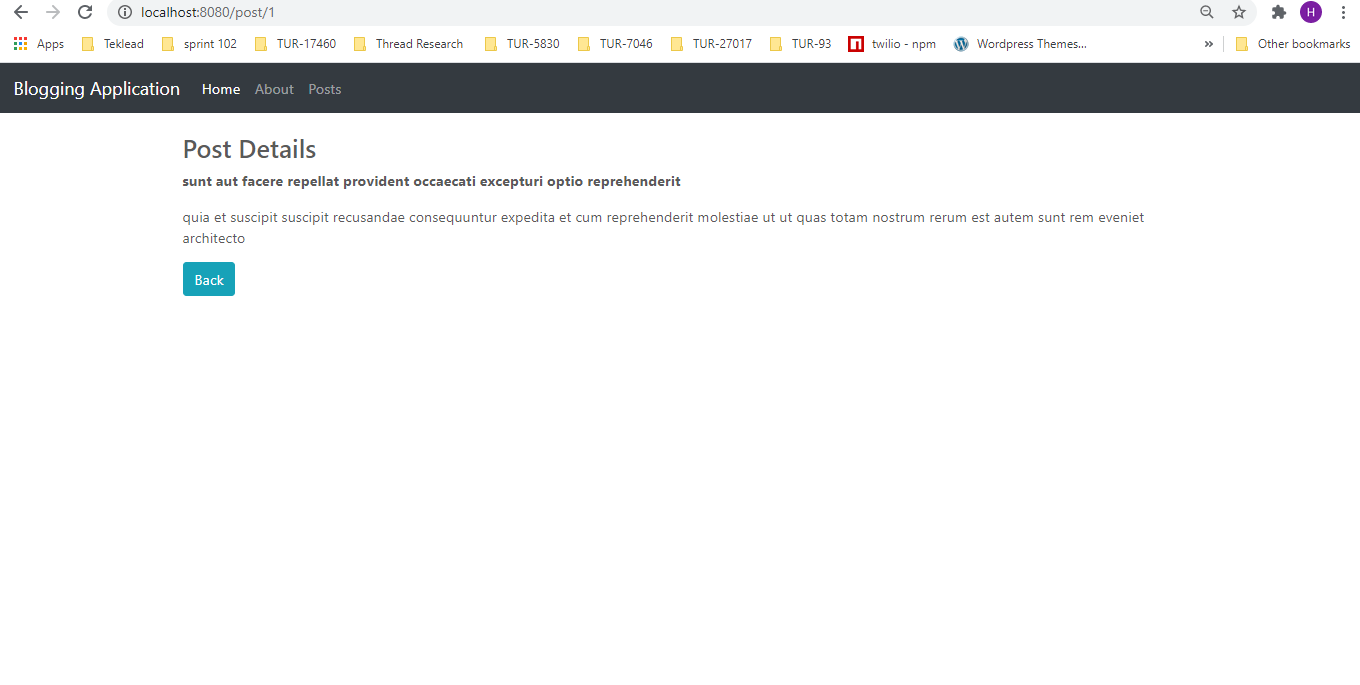 localhost:8080/post/1
H
Apps Teklead sprint 102 TUR-17460 Thread Research TUR-5830 TUR-7046 TUR-27017 TUR-93 twilio - npm Wordpress Themes... » Other bookmarks
Blogging Application Home About Posts
Post Details
sunt aut facere repellat provident occaecati excepturi optio reprehenderit
quia et suscipit suscipit recusandae consequuntur expedita et cum reprehenderit molestiae ut ut quas totam nostrum rerum est autem sunt rem eveniet
architecto
Back